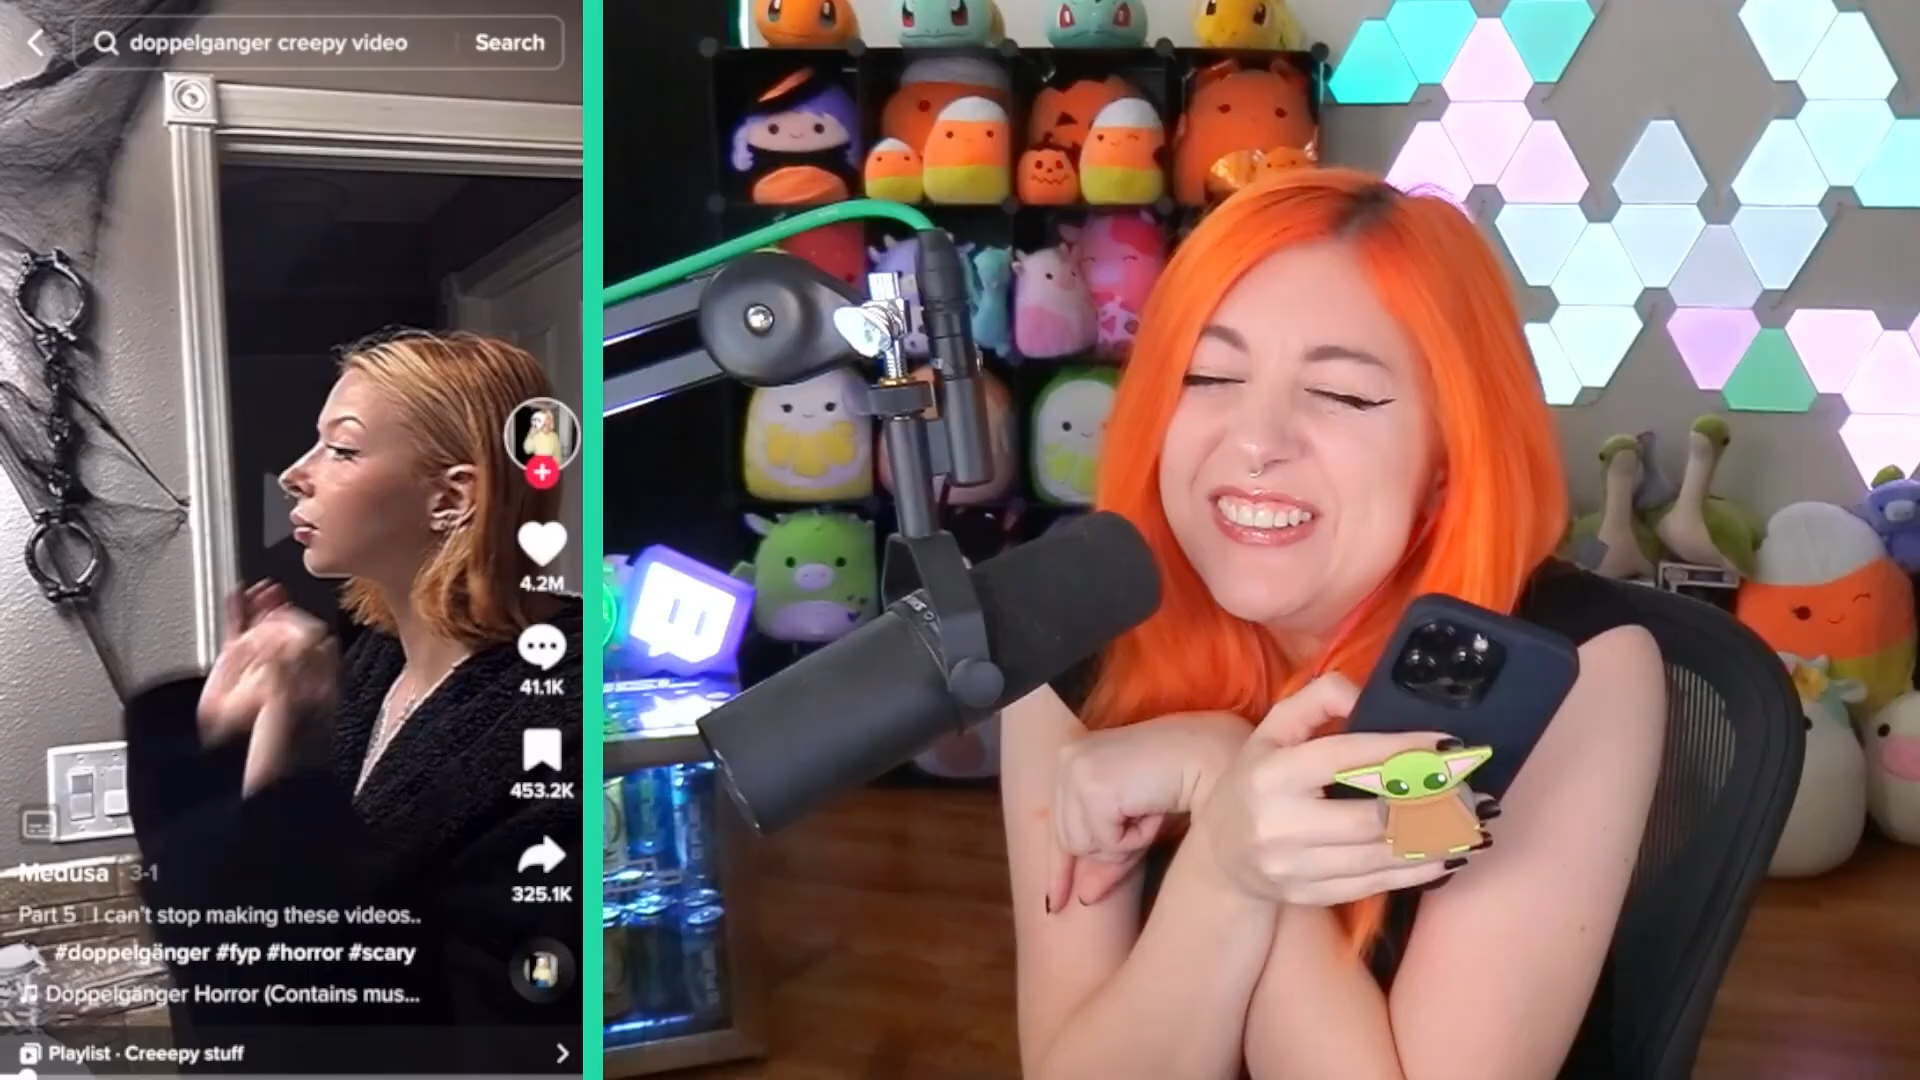 doppelganger creepy video
Search
4.2M
41.1K
453.2K
325.1K
Medusa · 3-1
Part 5 I can't stop making these videos..
#doppelgänger #fyp #horror #scary
Doppelgänger Horror (Contains mus...
Playlist · Creeepy stuff